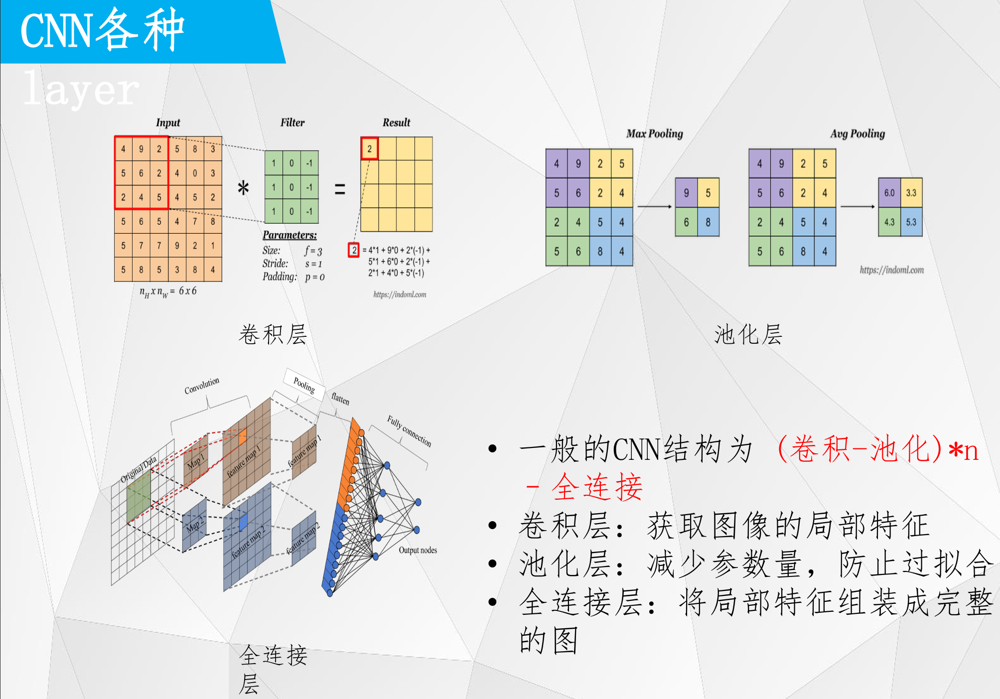 CNN各种
layer
Input
Filter
Result
4 9 2 5 8 3
5 6 2 4 0 3
2 4 5 4 5 2
5 6 5 4 7 8
5 7 7 9 2 1
5 8 5 3 8 4
nH x nW = 6 x 6
*
1 0 -1
1 0 -1
1 0 -1
Parameters:
Size: f = 3
Stride: s = 1
Padding: p = 0
=
2
2 = 4*1 + 9*0 + 2*(-1) +
5*1 + 6*0 + 2*(-1) +
2*1 + 4*0 + 5*(-1)
https://indoml.com
卷积层
Max Pooling
4 9 2 5
5 6 2 4
2 4 5 4
5 6 8 4
9 5
6 8
Avg Pooling
4 9 2 5
5 6 2 4
2 4 5 4
5 6 8 4
6.0 3.3
4.3 5.3
https://indoml.com
池化层
Convolution
Pooling
flatten
Fully connection
Original/Data
Map 1
feature map 1
feature map 1
Map 2
feature map 2
feature map 2
Output nodes
全连接
层
• 一般的CNN结构为 (卷积-池化)*n
- 全连接
• 卷积层：获取图像的局部特征
• 池化层：减少参数量，防止过拟合
• 全连接层：将局部特征组装成完整
的图